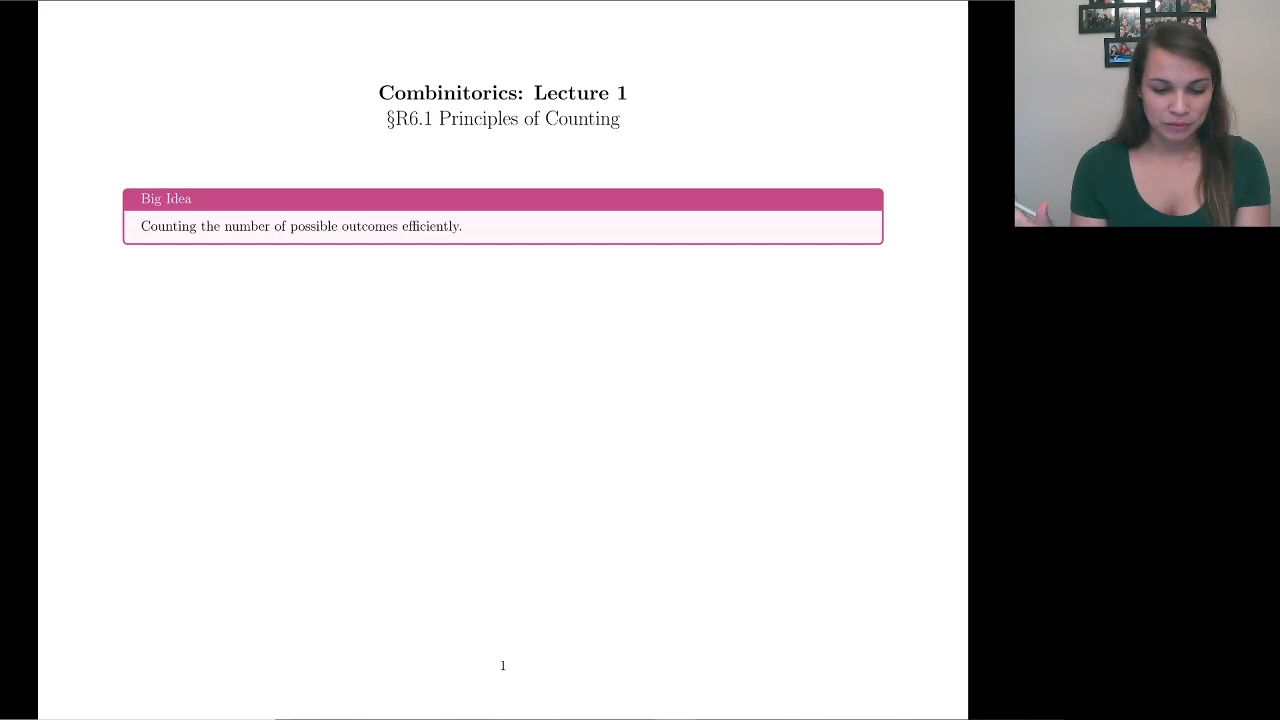 Combinitorics: Lecture 1
§R6.1 Principles of Counting
Big Idea
Counting the number of possible outcomes efficiently.
1